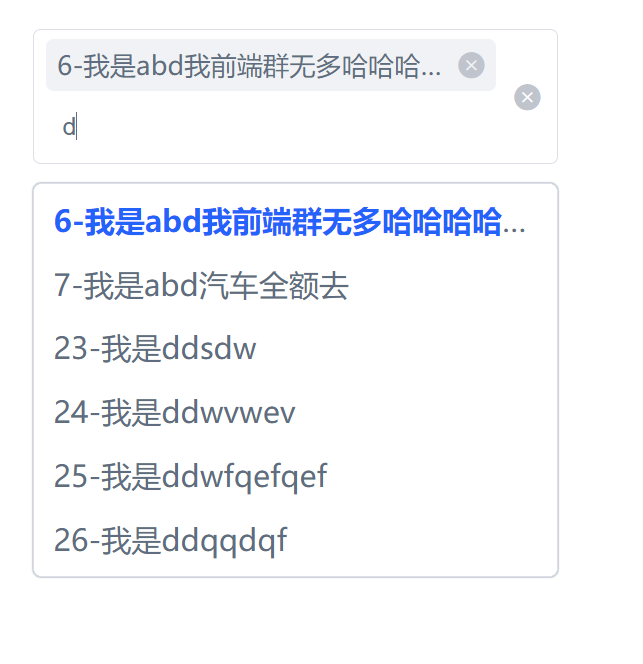 6-我是abd我前端群无多哈哈哈...
d
6-我是abd我前端群无多哈哈哈哈...
7-我是abd汽车全额去
23-我是ddsdw
24-我是ddwvwev
25-我是ddwfqefqef
26-我是ddqqdqf